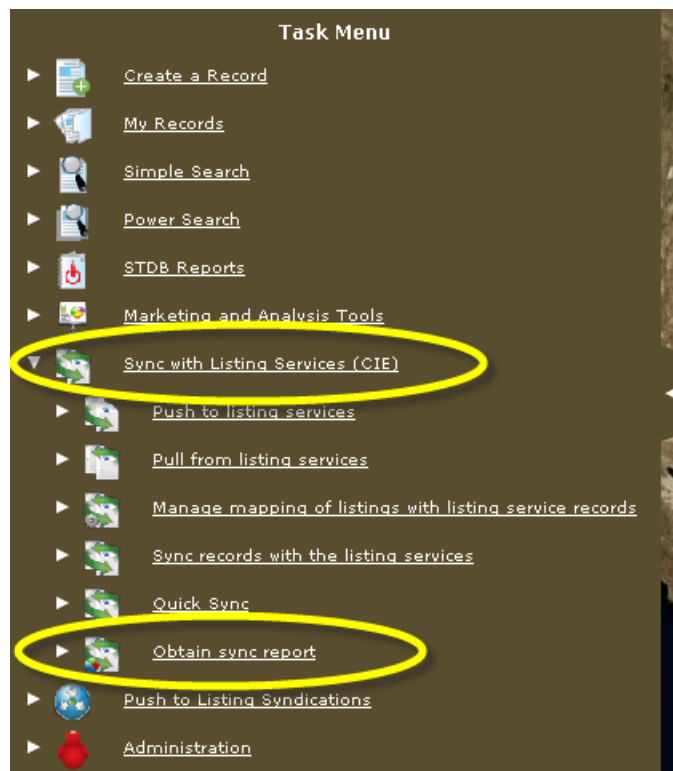 Task Menu
Create a Record
My Records
Simple Search
Power Search
STDB Reports
Marketing and Analysis Tools
Sync with Listing Services (CIE)
Push to listing services
Pull from listing services
Manage mapping of listings with listing service records
Sync records with the listing services
Quick Sync
Obtain sync report
Push to Listing Syndications
Administration